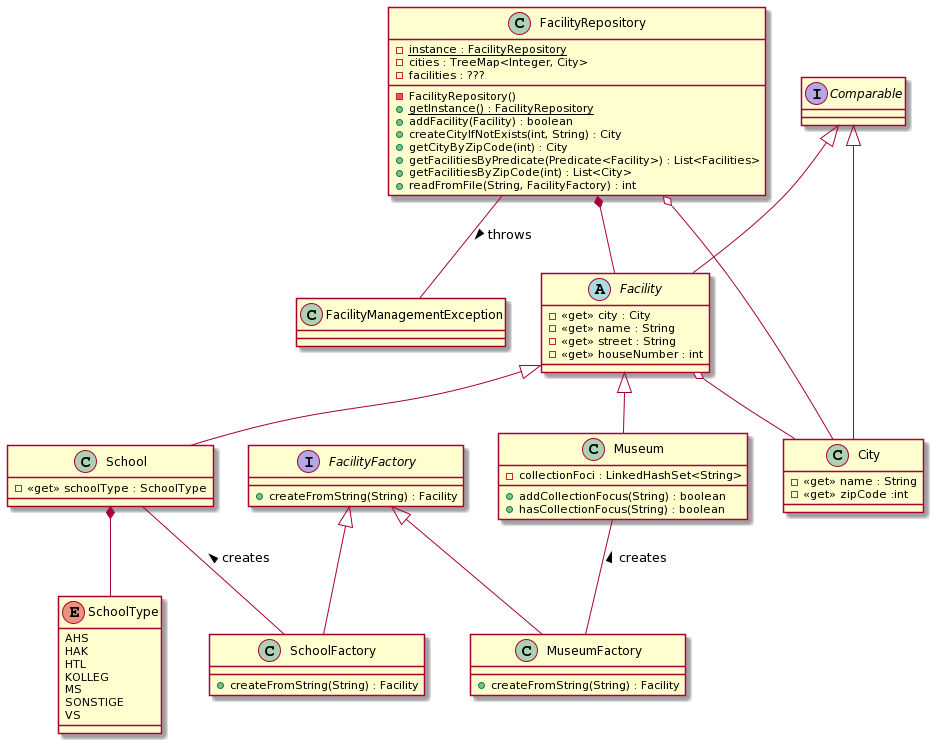 C FacilityRepository
instance : FacilityRepository
cities : TreeMap<Integer, City>
facilities : ???
FacilityRepository()
getInstance() : FacilityRepository
addFacility(Facility) : boolean
createCityIfNotExists(int, String) : City
getCityByZipCode(int) : City
getFacilitiesByPredicate(Predicate<Facility>) : List<Facilities>
getFacilitiesByZipCode(int) : List<City>
readFromFile(String, FacilityFactory) : int
I Comparable
throws
C FacilityManagementException
A Facility
«get» city : City
«get» name : String
«get» street : String
«get» houseNumber : int
C School
«get» schoolType : SchoolType
I FacilityFactory
createFromString(String) : Facility
C Museum
collectionFoci : LinkedHashSet<String>
addCollectionFocus(String) : boolean
hasCollectionFocus(String) : boolean
C City
«get» name : String
«get» zipCode :int
creates
creates
E SchoolType
AHS
HAK
HTL
KOLLEG
MS
SONSTIGE
VS
C SchoolFactory
createFromString(String) : Facility
C MuseumFactory
createFromString(String) : Facility